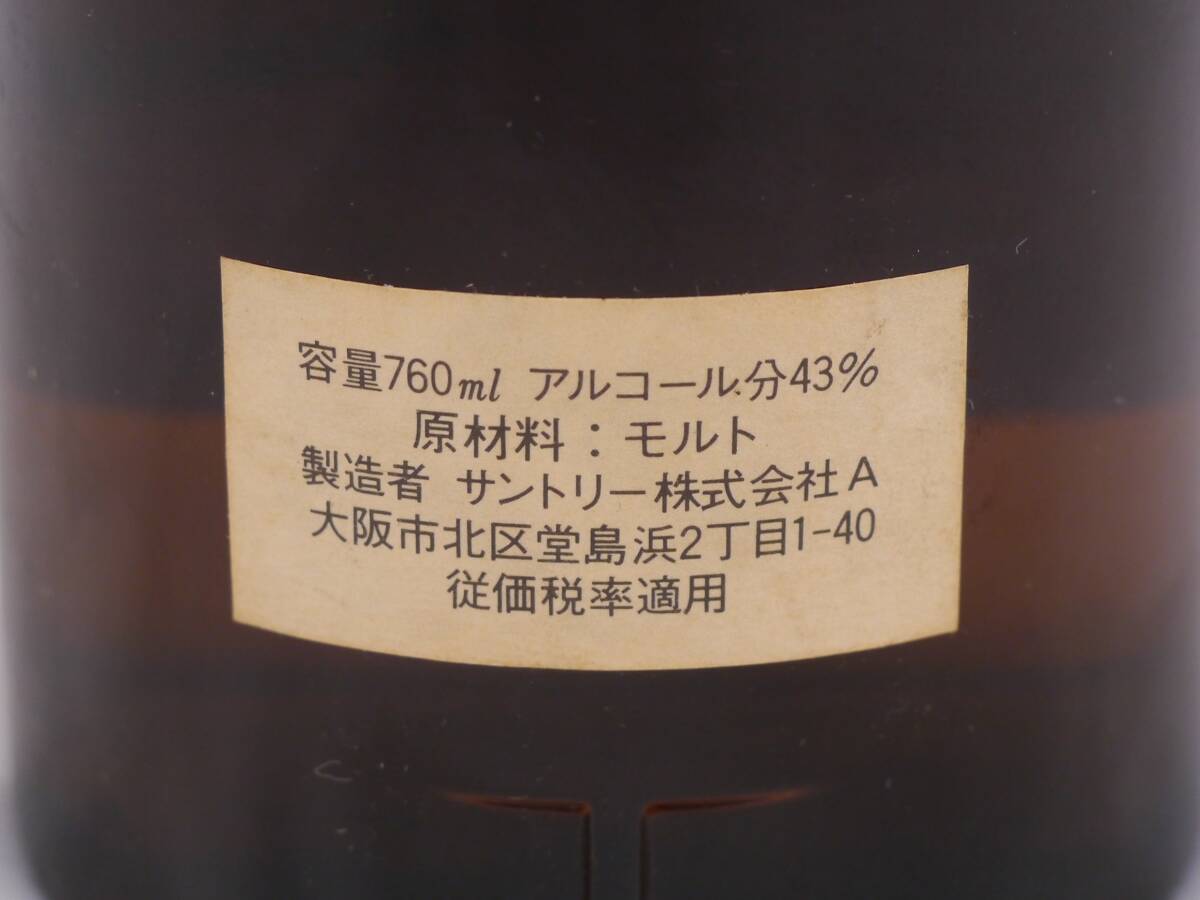 容量760ml アルコール分43%
原材料：モルト
製造者 サントリー株式会社A
大阪市北区堂島浜2丁目1-40
従価税率適用